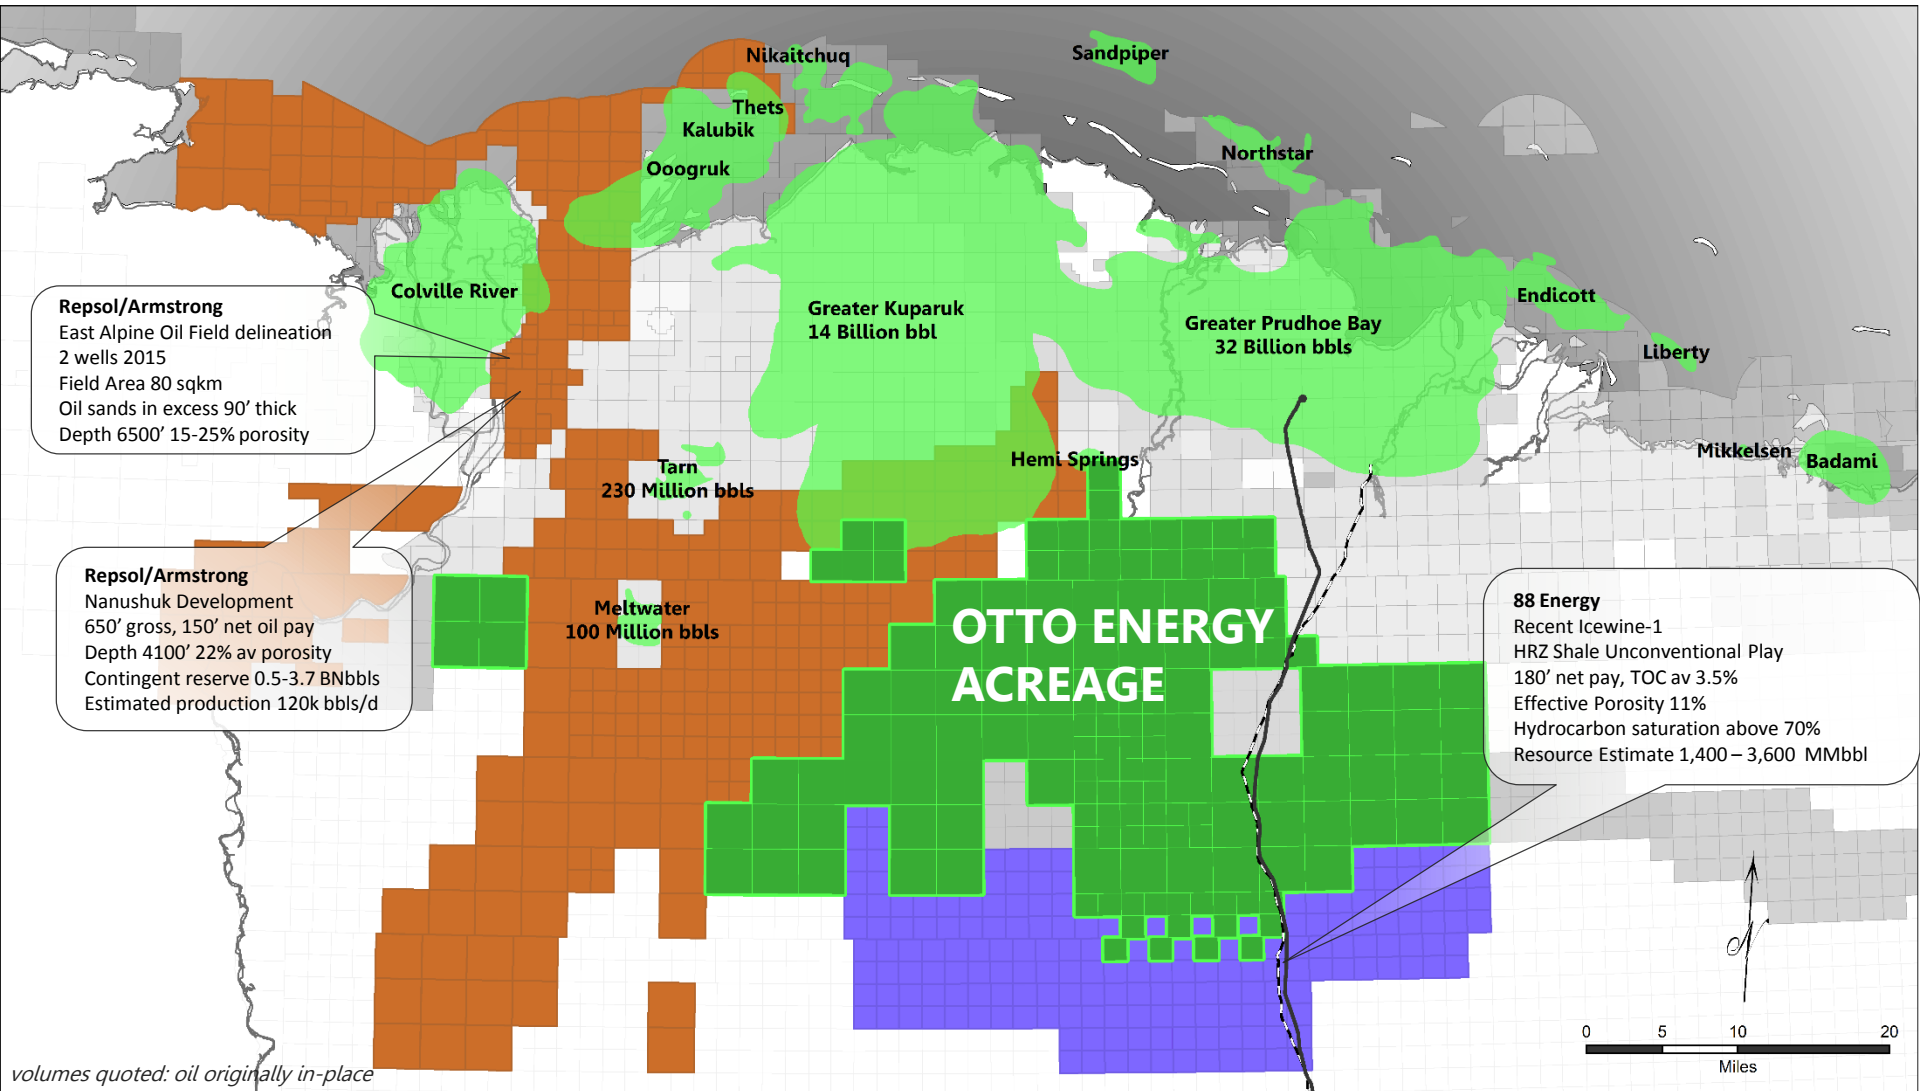 Nikaitchuq
Sandpiper
Thets
Kalubik
Ooogruk
Northstar
Colville River
Greater Kuparuk
14 Billion bbl
Greater Prudhoe Bay
32 Billion bbls
Endicott
Liberty
Repsol/Armstrong
East Alpine Oil Field delineation
2 wells 2015
Field Area 80 sqkm
Oil sands in excess 90’ thick
Depth 6500’ 15-25% porosity
Tarn
230 Million bbls
Hemi Springs
Mikkelsen
Badami
Repsol/Armstrong
Nanushuk Development
650’ gross, 150’ net oil pay
Depth 4100’ 22% av porosity
Contingent reserve 0.5-3.7 BNbbls
Estimated production 120k bbls/d
Meltwater
100 Million bbls
OTTO ENERGY
ACREAGE
88 Energy
Recent Icewine-1
HRZ Shale Unconventional Play
180’ net pay, TOC av 3.5%
Effective Porosity 11%
Hydrocarbon saturation above 70%
Resource Estimate 1,400 – 3,600 MMbbl
0 5 10 20
Miles
volumes quoted: oil originally in-place